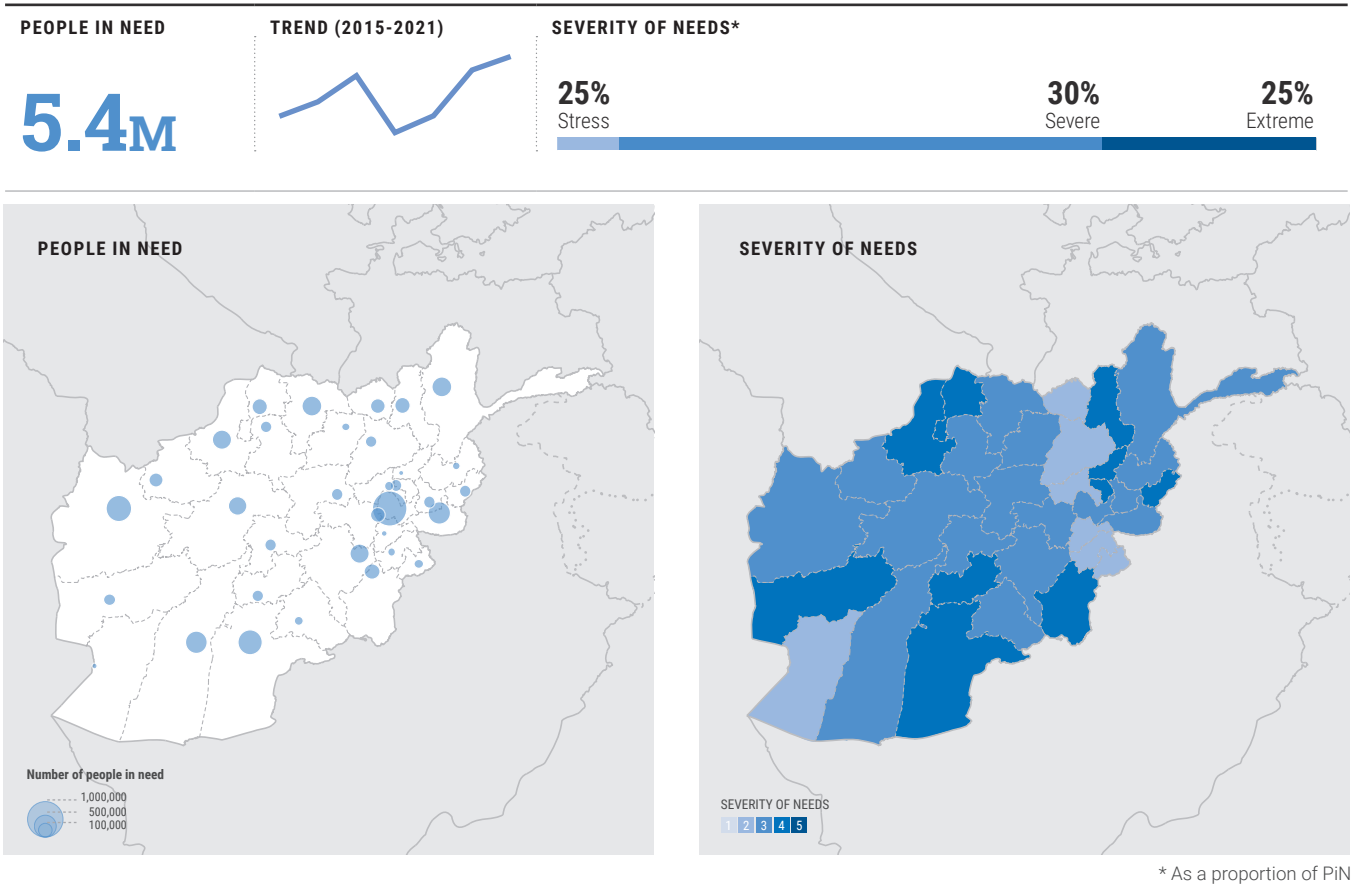 PEOPLE IN NEED
TREND (2015-2021)
SEVERITY OF NEEDS*
5.4M
25%
Stress
30%
Severe
25%
Extreme
PEOPLE IN NEED
Number of people in need
1,000,000
500,000
100,000
SEVERITY OF NEEDS
SEVERITY OF NEEDS
1 2 3 4 5
* As a proportion of PiN